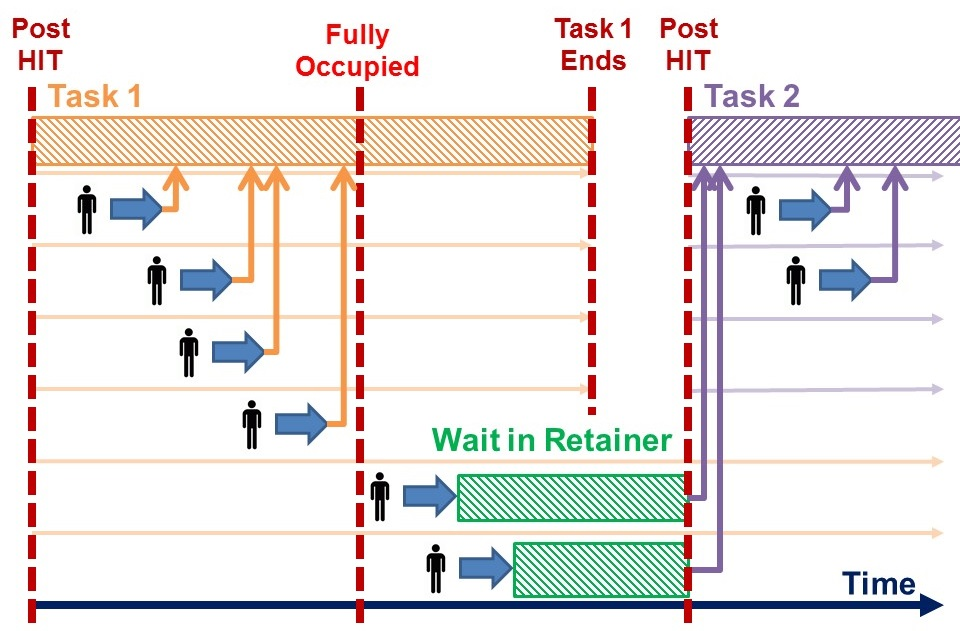 Post
HIT
Fully
Occupied
Task 1
Ends
Post
HIT
Task 1
Task 2
Wait in Retainer
Time